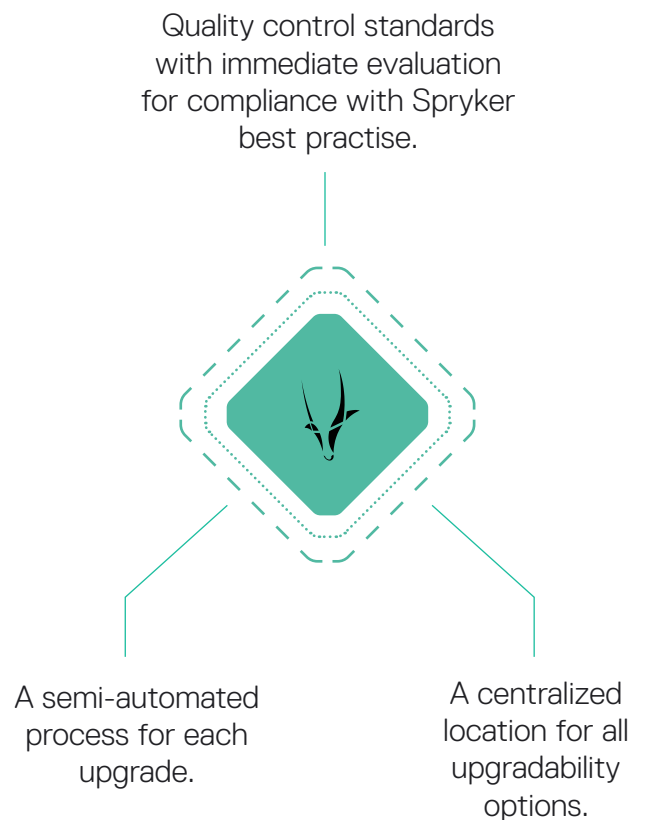 Quality control standards
with immediate evaluation
for compliance with Spryker
best practise.
A semi-automated
process for each
upgrade.
A centralized
location for all
upgradability
options.